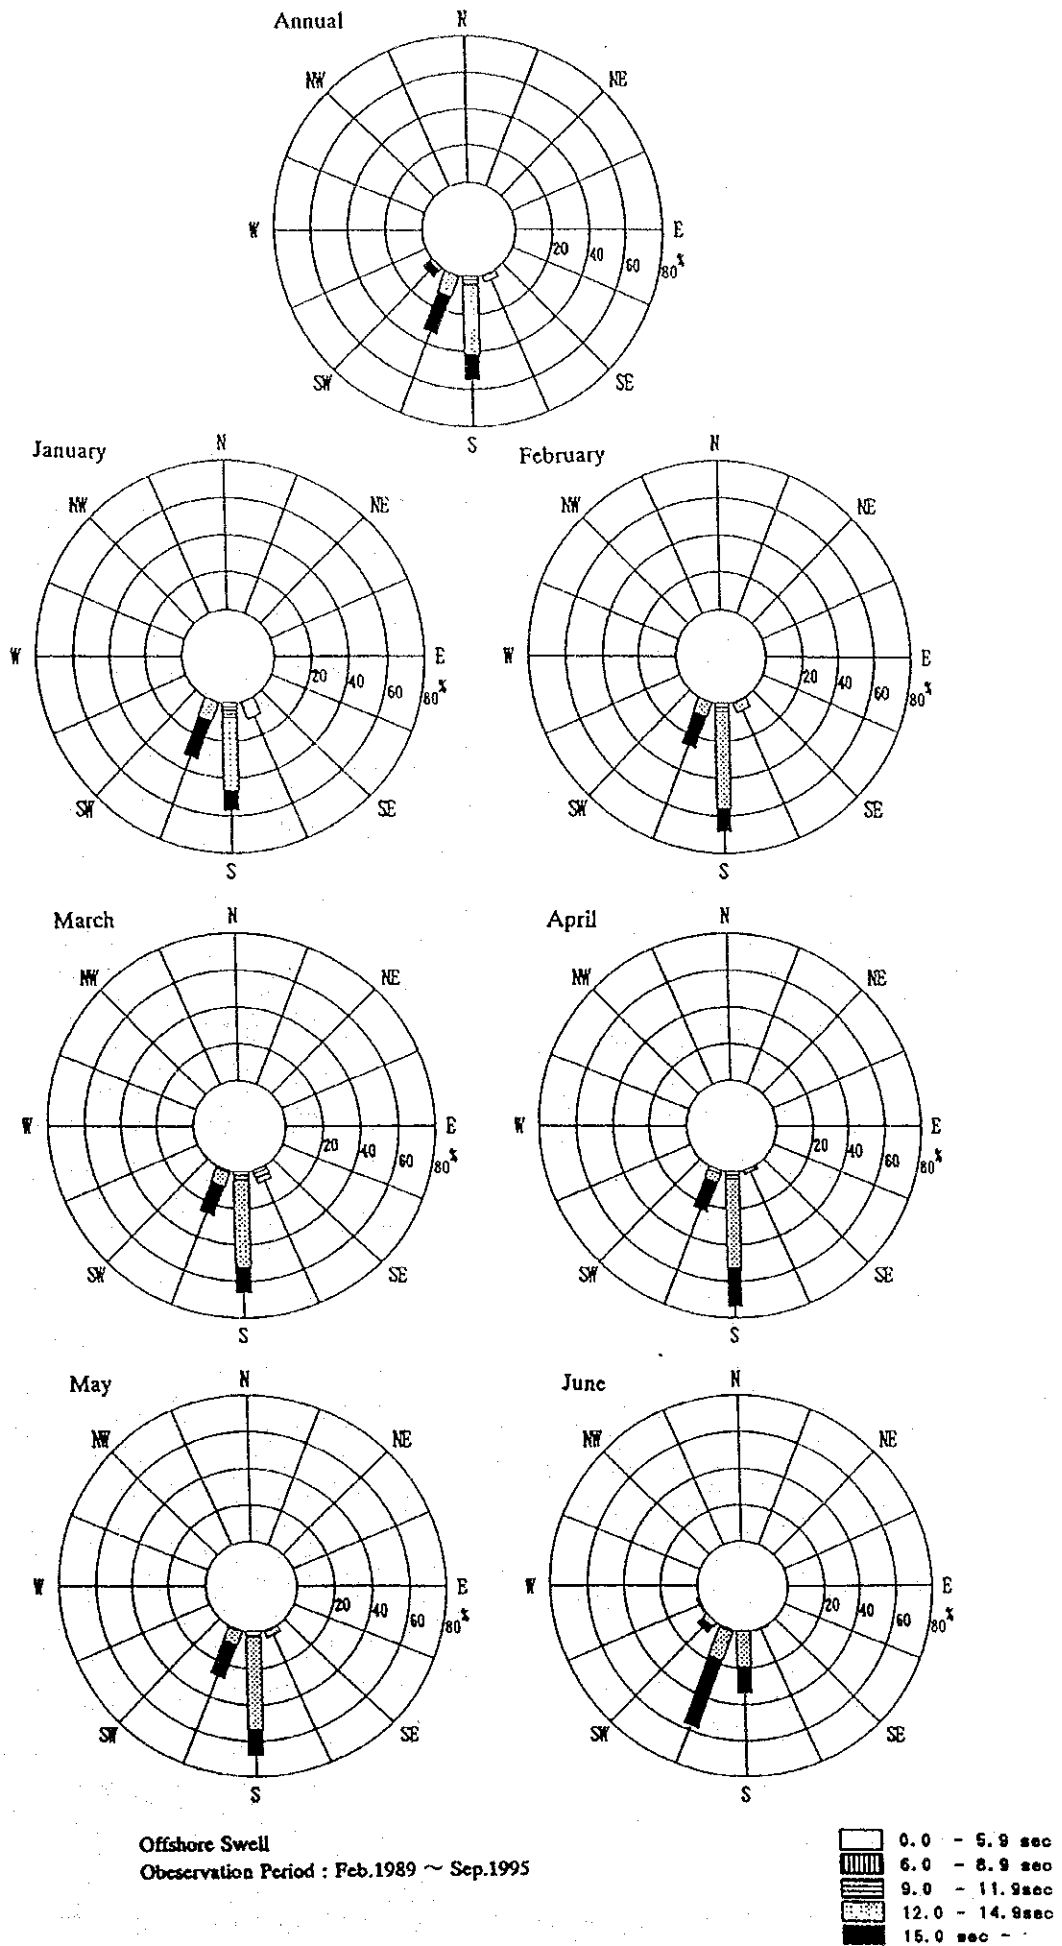 Annual
N
NW
NE
W
E
20
40
60
80%
SW
SE
S
January
N
NW
NE
W
E
20
40
60
80%
SW
SE
S
February
N
NW
NE
W
E
20
40
60
80%
SW
SE
S
March
N
NW
NE
W
E
20
40
60
80%
SW
SE
S
April
N
NW
NE
W
E
20
40
60
80%
SW
SE
S
May
N
NW
NE
W
E
20
40
60
80%
SW
SE
S
June
N
NW
NE
W
E
20
40
60
80%
SW
SE
S
Offshore Swell
Obeservation Period : Feb.1989 ～ Sep.1995
0.0 - 5.9 sec
6.0 - 8.9 sec
9.0 - 11.9sec
12.0 - 14.9sec
15.0 sec -